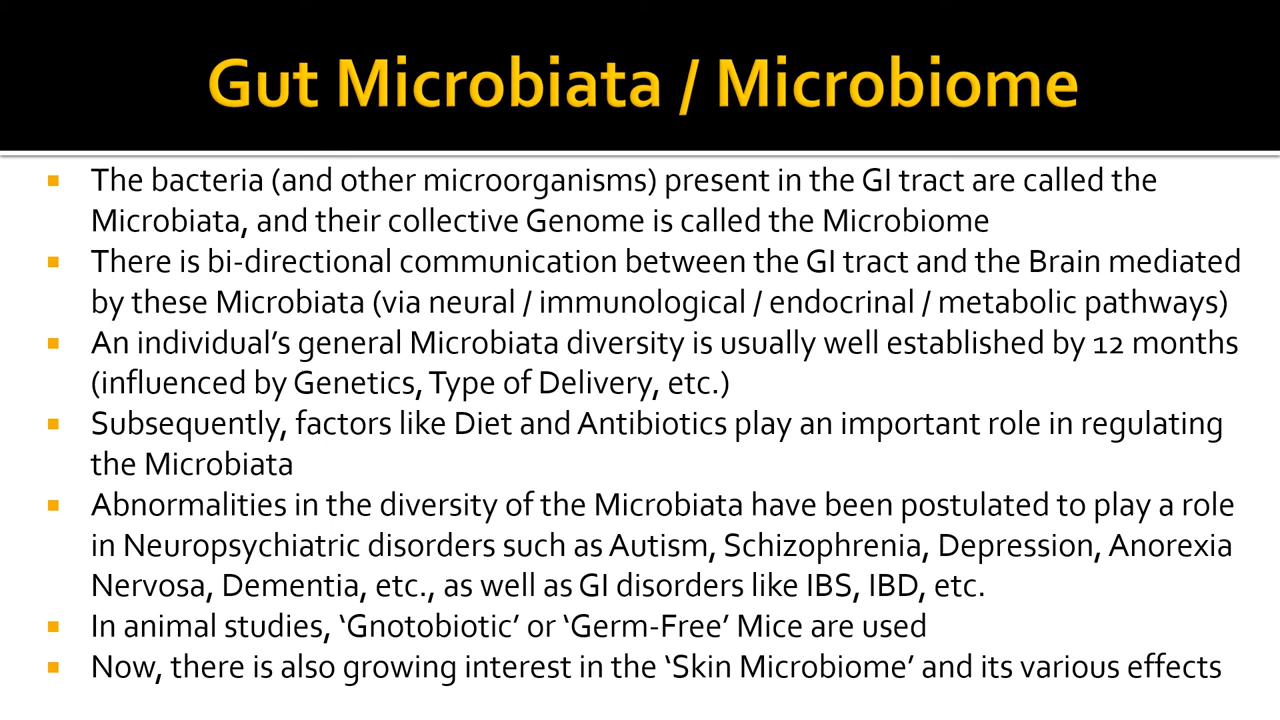 Gut Microbiata / Microbiome
▪ The bacteria (and other microorganisms) present in the GI tract are called the
Microbiata, and their collective Genome is called the Microbiome
▪ There is bi-directional communication between the GI tract and the Brain mediated
by these Microbiata (via neural / immunological / endocrinal / metabolic pathways)
▪ An individual’s general Microbiata diversity is usually well established by 12 months
(influenced by Genetics, Type of Delivery, etc.)
▪ Subsequently, factors like Diet and Antibiotics play an important role in regulating
the Microbiata
▪ Abnormalities in the diversity of the Microbiata have been postulated to play a role
in Neuropsychiatric disorders such as Autism, Schizophrenia, Depression, Anorexia
Nervosa, Dementia, etc., as well as GI disorders like IBS, IBD, etc.
▪ In animal studies, ‘Gnotobiotic’ or ‘Germ-Free’ Mice are used
▪ Now, there is also growing interest in the ‘Skin Microbiome’ and its various effects